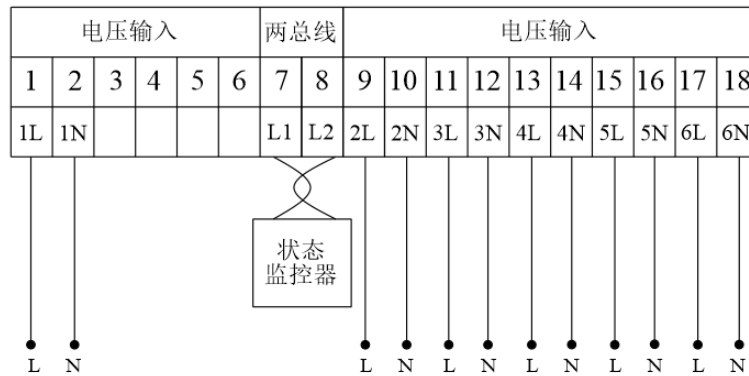 电压输入 两总线 电压输入
1 2 3 4 5 6 7 8 9 10 11 12 13 14 15 16 17 18
1L 1N L1 L2 2L 2N 3L 3N 4L 4N 5L 5N 6L 6N
状态
监控器
L N L N L N L N L N L N